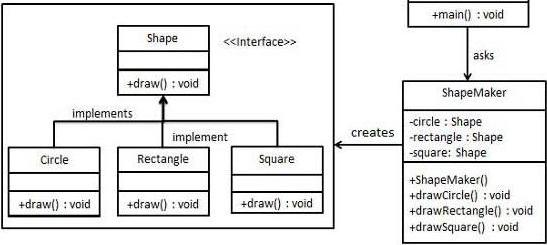 Shape
<<Interface>>
+draw() : void
implements
implement
Circle
+draw() : void
Rectangle
+draw() : void
Square
+draw() : void
creates
+main() : void
asks
ShapeMaker
-circle : Shape
-rectangle : Shape
-square: Shape
+ShapeMaker()
+drawCircle() : void
+drawRectangle() : void
+drawSquare() : void